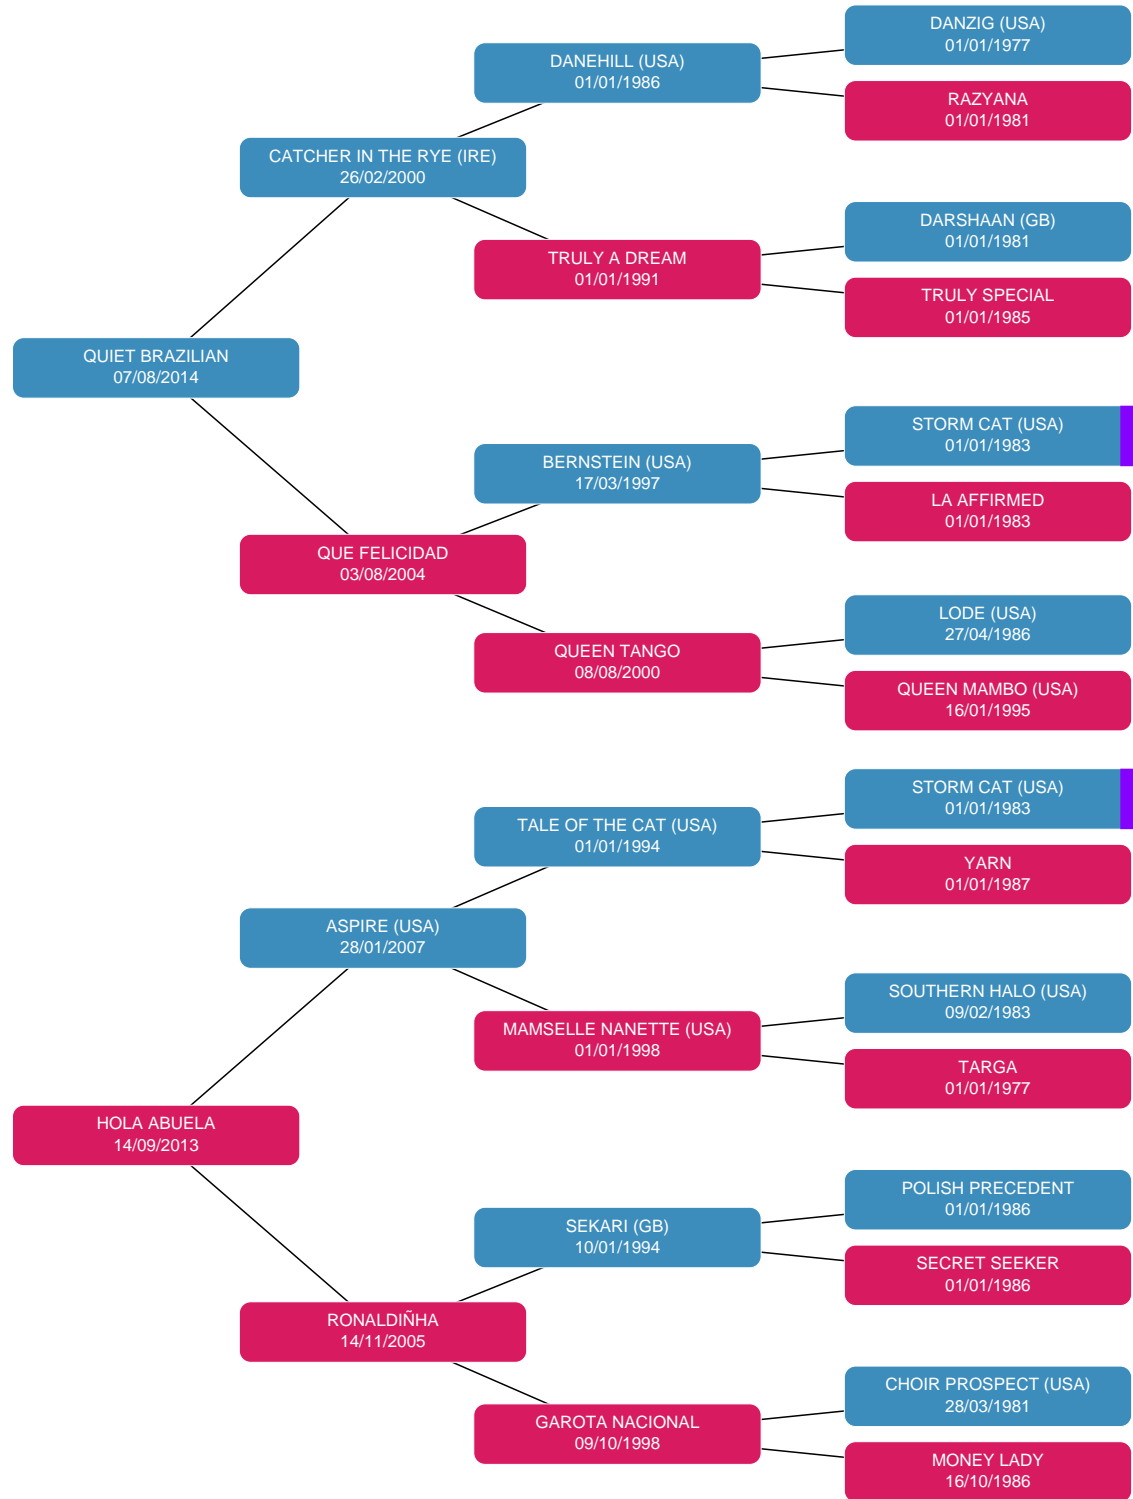 DANZIG (USA)
01/01/1977
DANEHILL (USA)
01/01/1986
RAZYANA
01/01/1981
CATCHER IN THE RYE (IRE)
26/02/2000
DARSHAAN (GB)
01/01/1981
TRULY A DREAM
01/01/1991
TRULY SPECIAL
01/01/1985
QUIET BRAZILIAN
07/08/2014
STORM CAT (USA)
01/01/1983
BERNSTEIN (USA)
17/03/1997
LA AFFIRMED
01/01/1983
QUE FELICIDAD
03/08/2004
LODE (USA)
27/04/1986
QUEEN TANGO
08/08/2000
QUEEN MAMBO (USA)
16/01/1995
STORM CAT (USA)
01/01/1983
TALE OF THE CAT (USA)
01/01/1994
YARN
01/01/1987
ASPIRE (USA)
28/01/2007
SOUTHERN HALO (USA)
09/02/1983
MAMSELLE NANETTE (USA)
01/01/1998
TARGA
01/01/1977
HOLA ABUELA
14/09/2013
POLISH PRECEDENT
01/01/1986
SEKARI (GB)
10/01/1994
SECRET SEEKER
01/01/1986
RONALDIÑHA
14/11/2005
CHOIR PROSPECT (USA)
28/03/1981
GAROTA NACIONAL
09/10/1998
MONEY LADY
16/10/1986